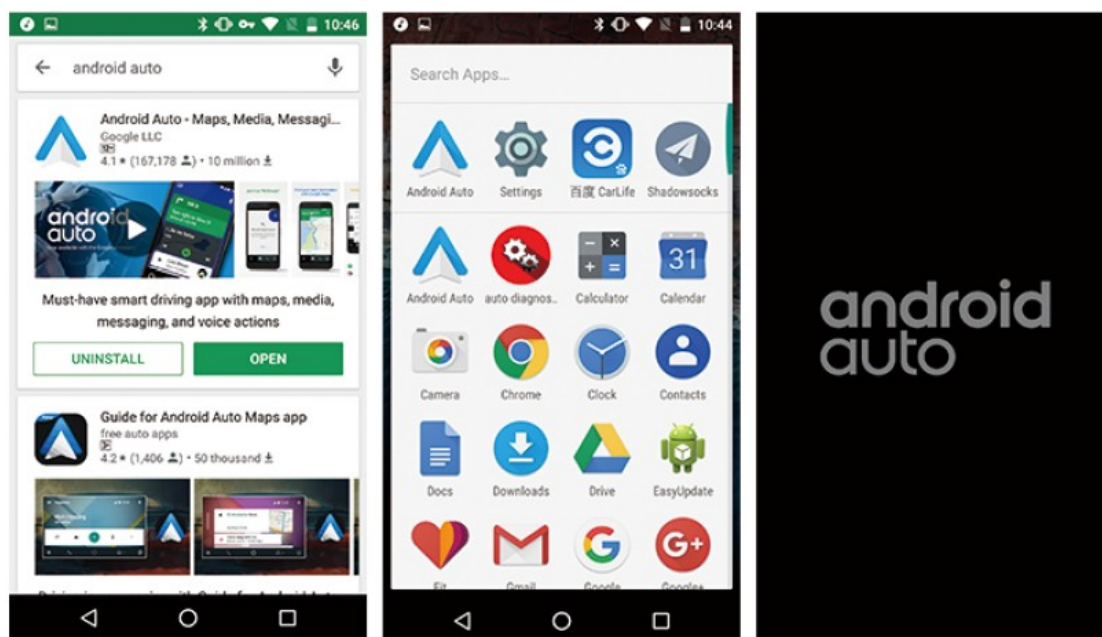 10:46
android auto
Android Auto - Maps, Media, Messagi...
Google LLC
4.1 ★ (167,178 ) • 10 million
android
auto
Must-have smart driving app with maps, media,
messaging, and voice actions
UNINSTALL OPEN
Guide for Android Auto Maps app
free auto apps
4.2 ★ (1,406 ) • 50 thousand
10:44
Search Apps...
Android Auto Settings 百度 CarLife Shadowsocks
31
Android Auto auto diagnos.. Calculator Calendar
Camera Chrome Clock Contacts
Docs Downloads Drive EasyUpdate
G+
Fit Gmail Google Google+
android
auto